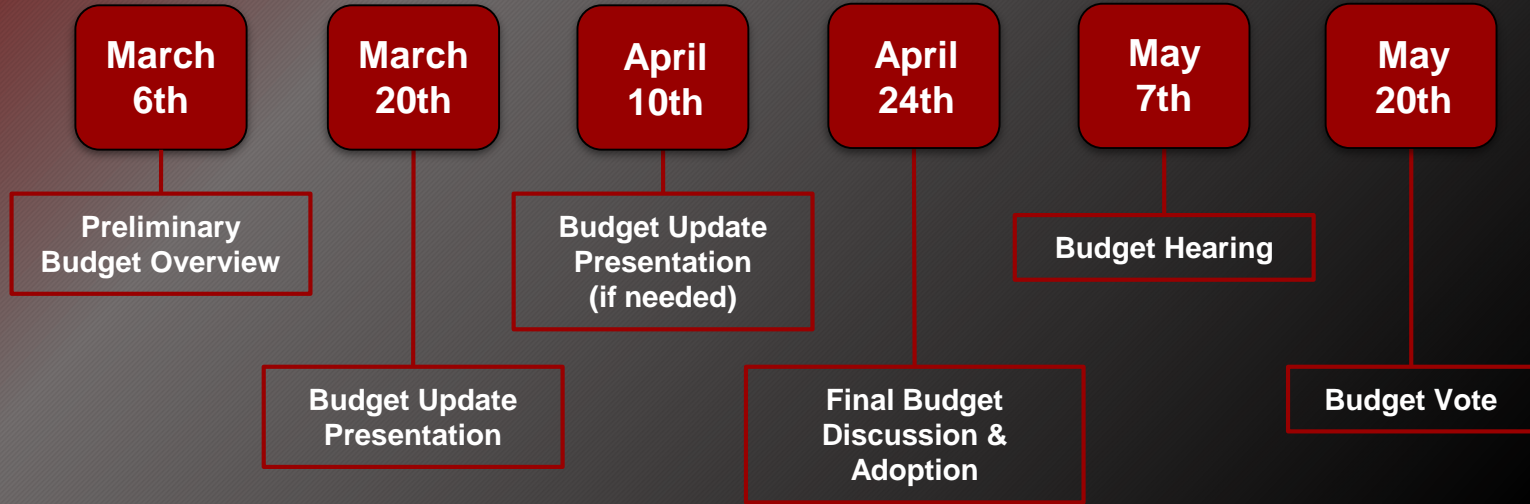 March
6th
March
20th
April
10th
April
24th
May
7th
May
20th
Preliminary
Budget Overview
Budget Update
Presentation
(if needed)
Budget Hearing
Budget Update
Presentation
Final Budget
Discussion &
Adoption
Budget Vote